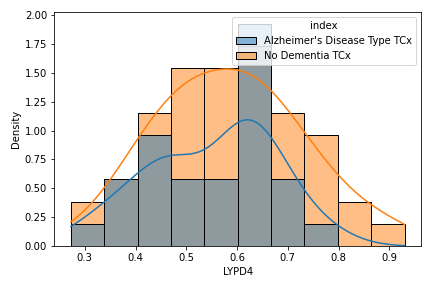 index
Alzheimer's Disease Type TCx
No Dementia TCx
Density
2.00
1.75
1.50
1.25
1.00
0.75
0.50
0.25
0.00
0.3 0.4 0.5 0.6 0.7 0.8 0.9
LYPD4